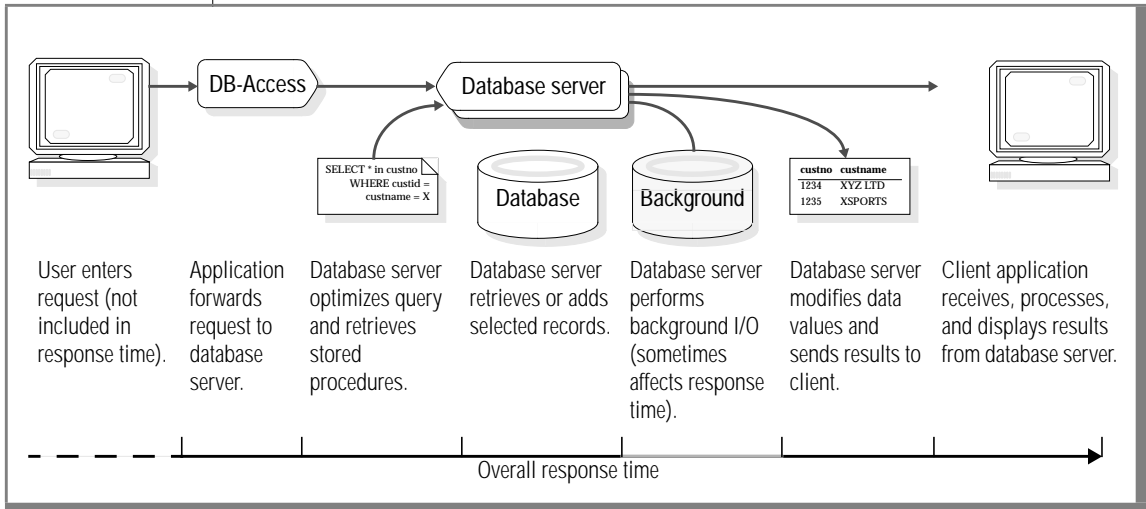 DB-Access
Database server
SELECT * in custno
WHERE custid =
custname = X
Database
Background
custno custname
1234 XYZ LTD
1235 XSPORTS
User enters
request (not
included in
response time).
Application
forwards
request to
database
server.
Database server
optimizes query
and retrieves
stored
procedures.
Database server
retrieves or adds
selected records.
Database server
performs
background I/O
(sometimes
affects response
time).
Database server
modifies data
values and
sends results to
client.
Client application
receives, processes,
and displays results
from database server.
Overall response time